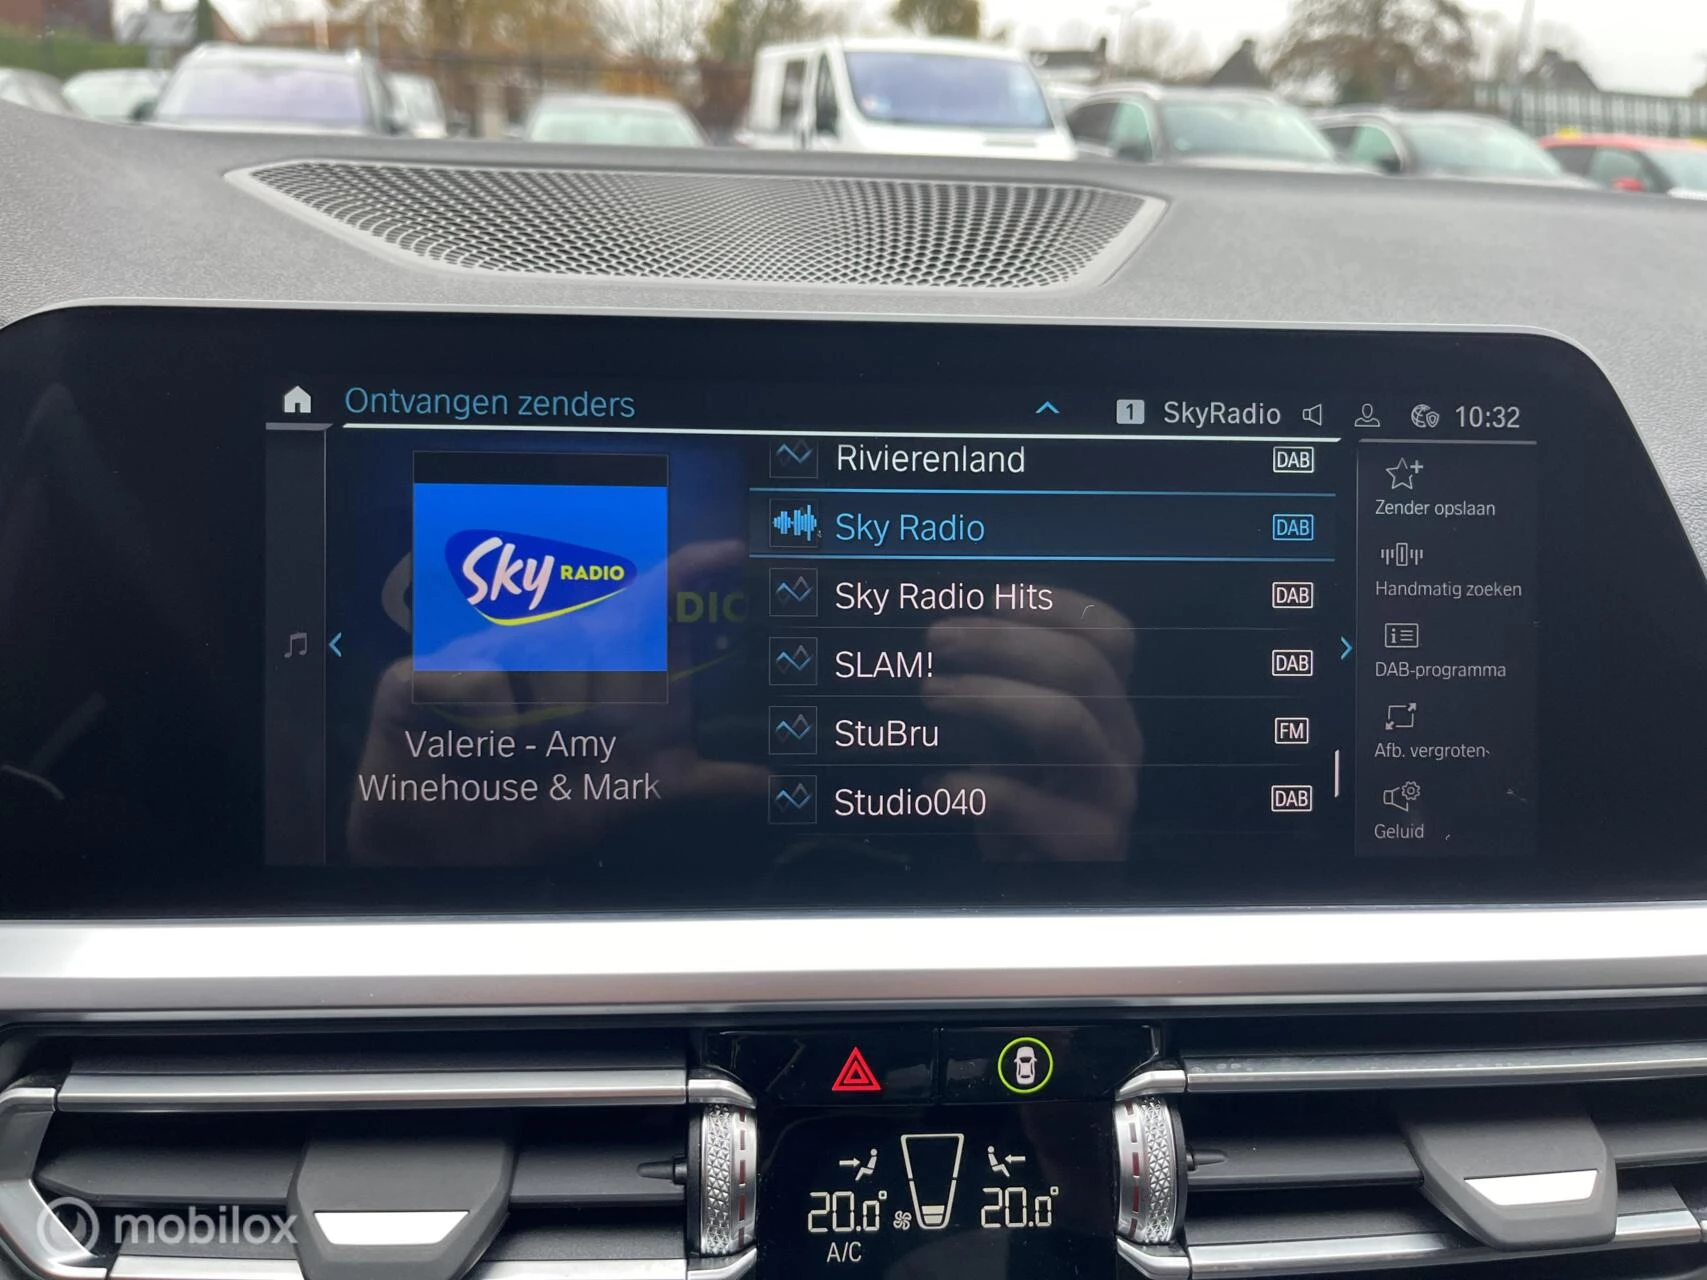 Ontvangen zenders
1 SkyRadio 10:32
Rivierenland DAB
Sky Radio DAB
Sky Radio Hits DAB
SLAM! DAB
StuBru FM
Studio040 DAB
Sky RADIO
DIO
Valerie - Amy
Winehouse & Mark
Zender opslaan
Handmatig zoeken
DAB-programma
Afb. vergroten
Geluid
20.0° 20.0°
A/C
mobilox